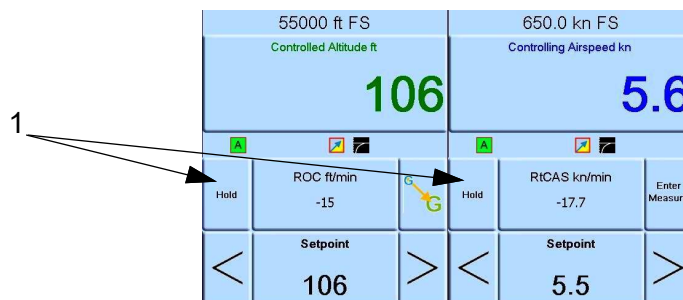 55000 ft FS
650.0 kn FS
Controlled Altitude ft
Controlling Airspeed kn
106
5.6
1
A
A
Hold
ROC ft/min
-15
G
G
Hold
RtCAS kn/min
-17.7
Enter
Measur
<
Setpoint
106
>
<
Setpoint
5.5
>